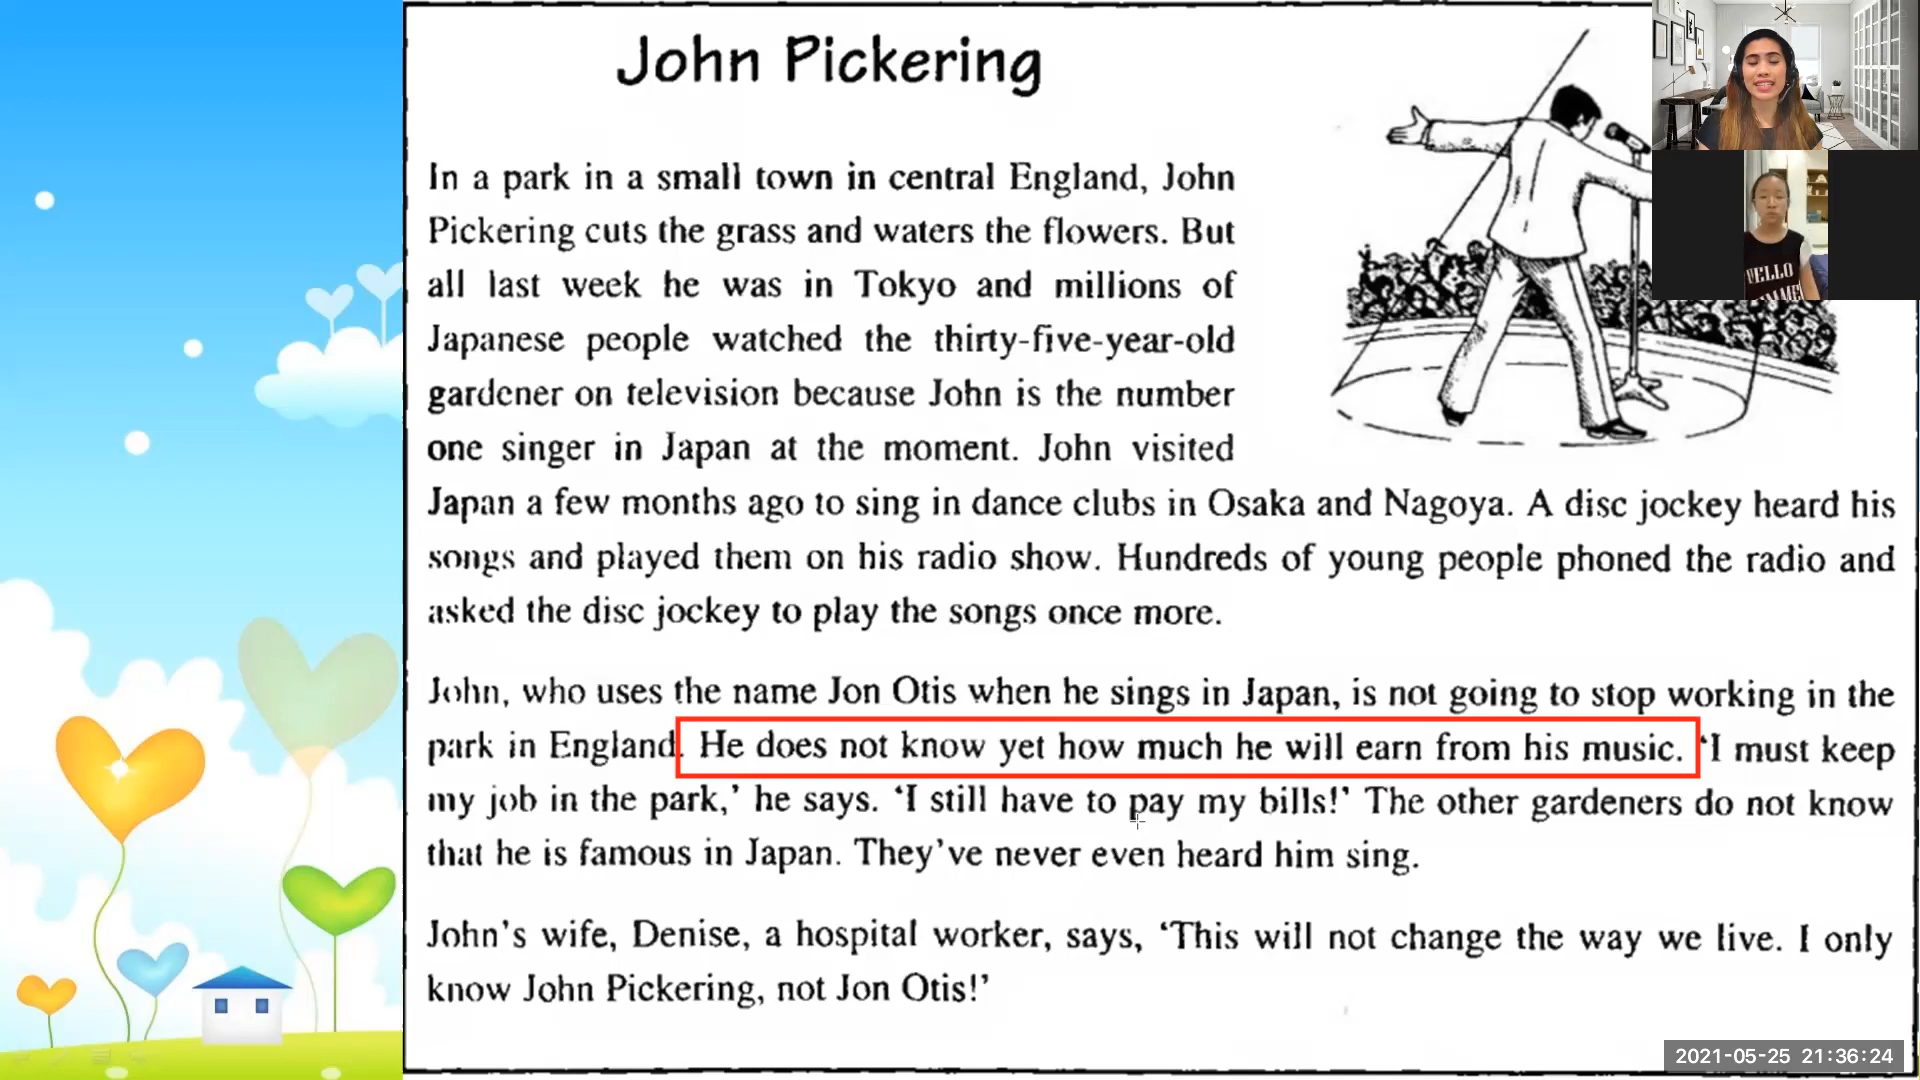 John Pickering
In a park in a small town in central England, John
Pickering cuts the grass and waters the flowers. But
all last week he was in Tokyo and millions of
Japanese people watched the thirty-five-year-old
gardener on television because John is the number
one singer in Japan at the moment. John visited
Japan a few months ago to sing in dance clubs in Osaka and Nagoya. A disc jockey heard his
songs and played them on his radio show. Hundreds of young people phoned the radio and
asked the disc jockey to play the songs once more.
John, who uses the name Jon Otis when he sings in Japan, is not going to stop working in the
park in England. He does not know yet how much he will earn from his music. ‘I must keep
my job in the park,’ he says. ‘I still have to pay my bills!’ The other gardeners do not know
that he is famous in Japan. They’ve never even heard him sing.
John’s wife, Denise, a hospital worker, says, ‘This will not change the way we live. I only
know John Pickering, not Jon Otis!’
2021-05-25 21:36:24